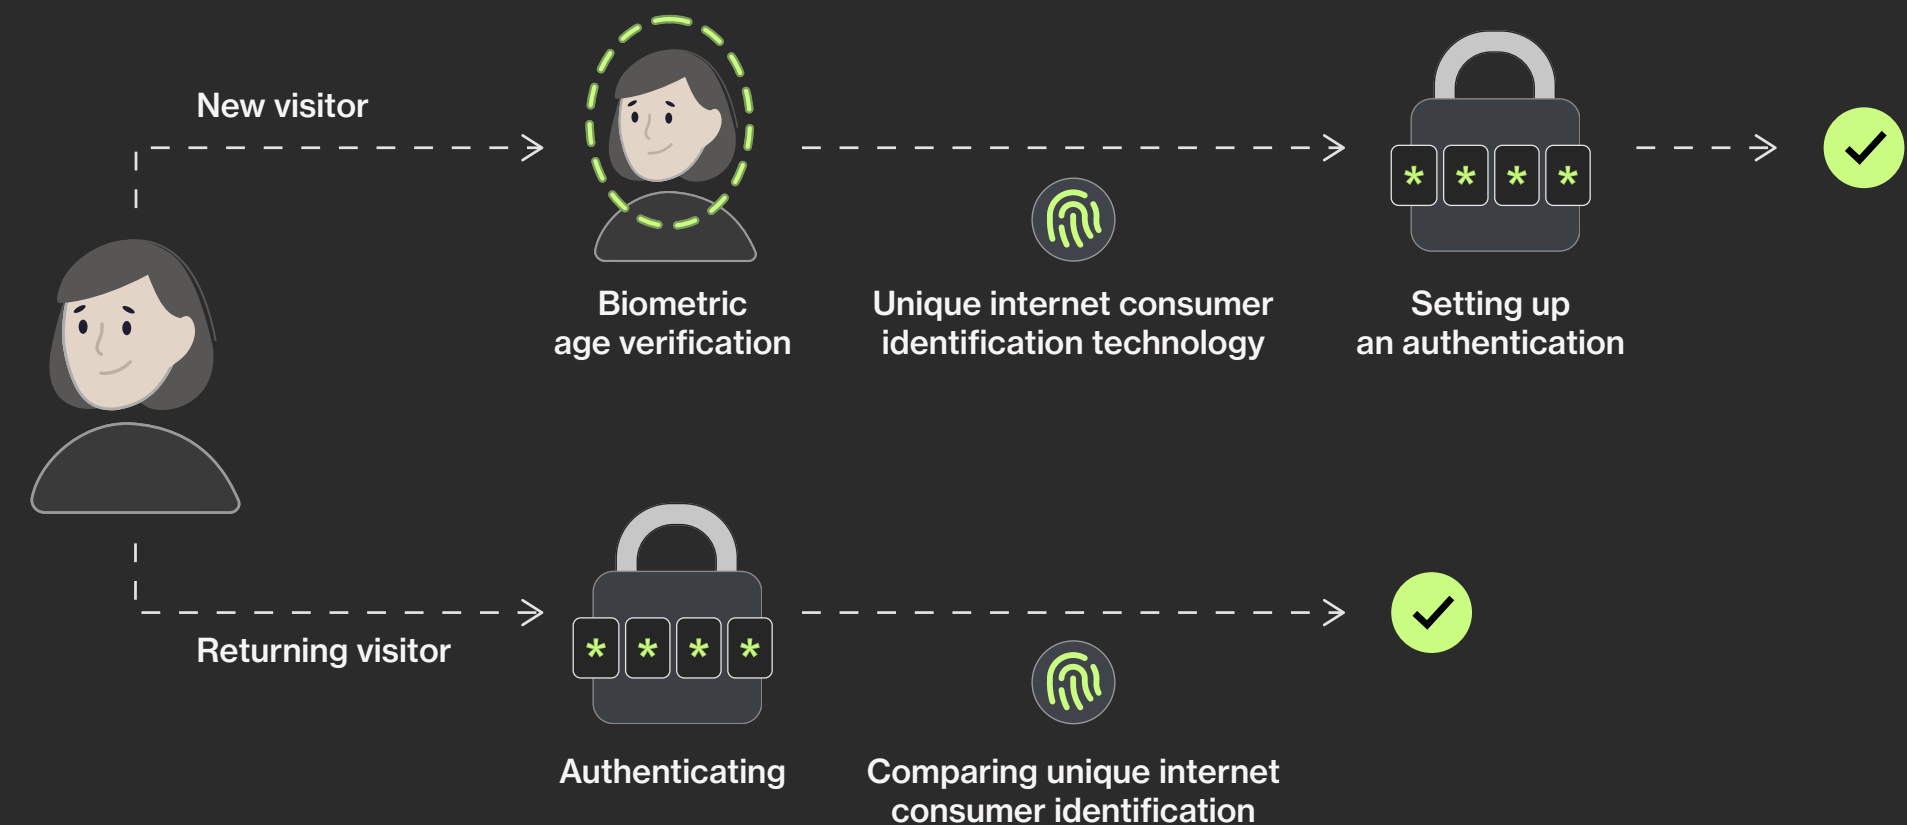 New visitor
Biometric
age verification
Unique internet consumer
identification technology
Setting up
an authentication
* * * *
Returning visitor
* * * *
Authenticating
Comparing unique internet
consumer identification